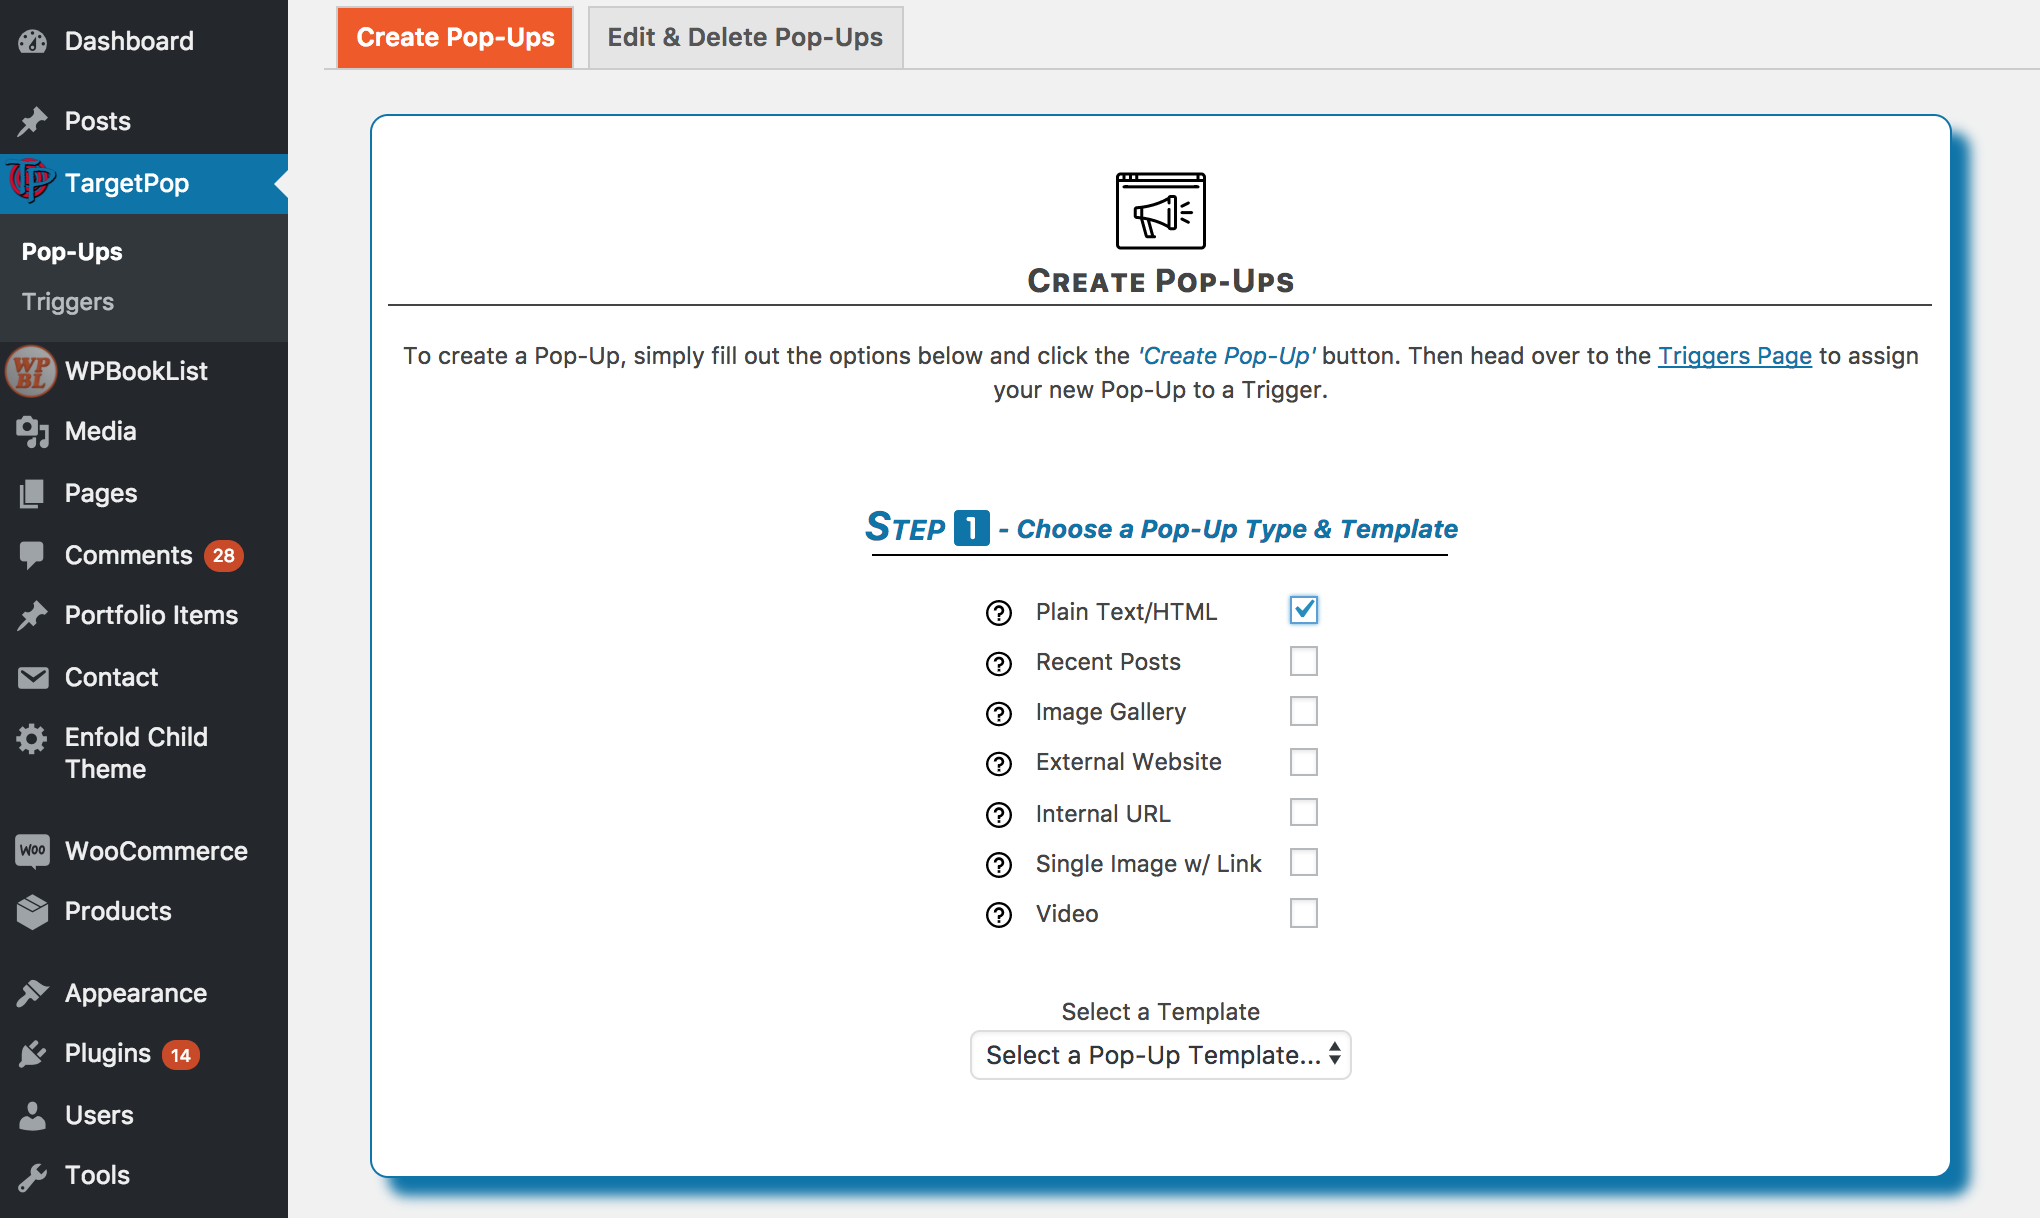 Dashboard
Posts
TargetPop
Pop-Ups
Triggers
WP
BL
WPBookList
Media
Pages
Comments 28
Portfolio Items
Contact
Enfold Child
Theme
Woo
WooCommerce
Products
Appearance
Plugins 14
Users
Tools
Create Pop-Ups
Edit & Delete Pop-Ups
Create Pop-Ups
To create a Pop-Up, simply fill out the options below and click the 'Create Pop-Up' button. Then head over to the Triggers Page to assign
your new Pop-Up to a Trigger.
Step 1 - Choose a Pop-Up Type & Template
? Plain Text/HTML
? Recent Posts
? Image Gallery
? External Website
? Internal URL
? Single Image w/ Link
? Video
Select a Template
Select a Pop-Up Template...